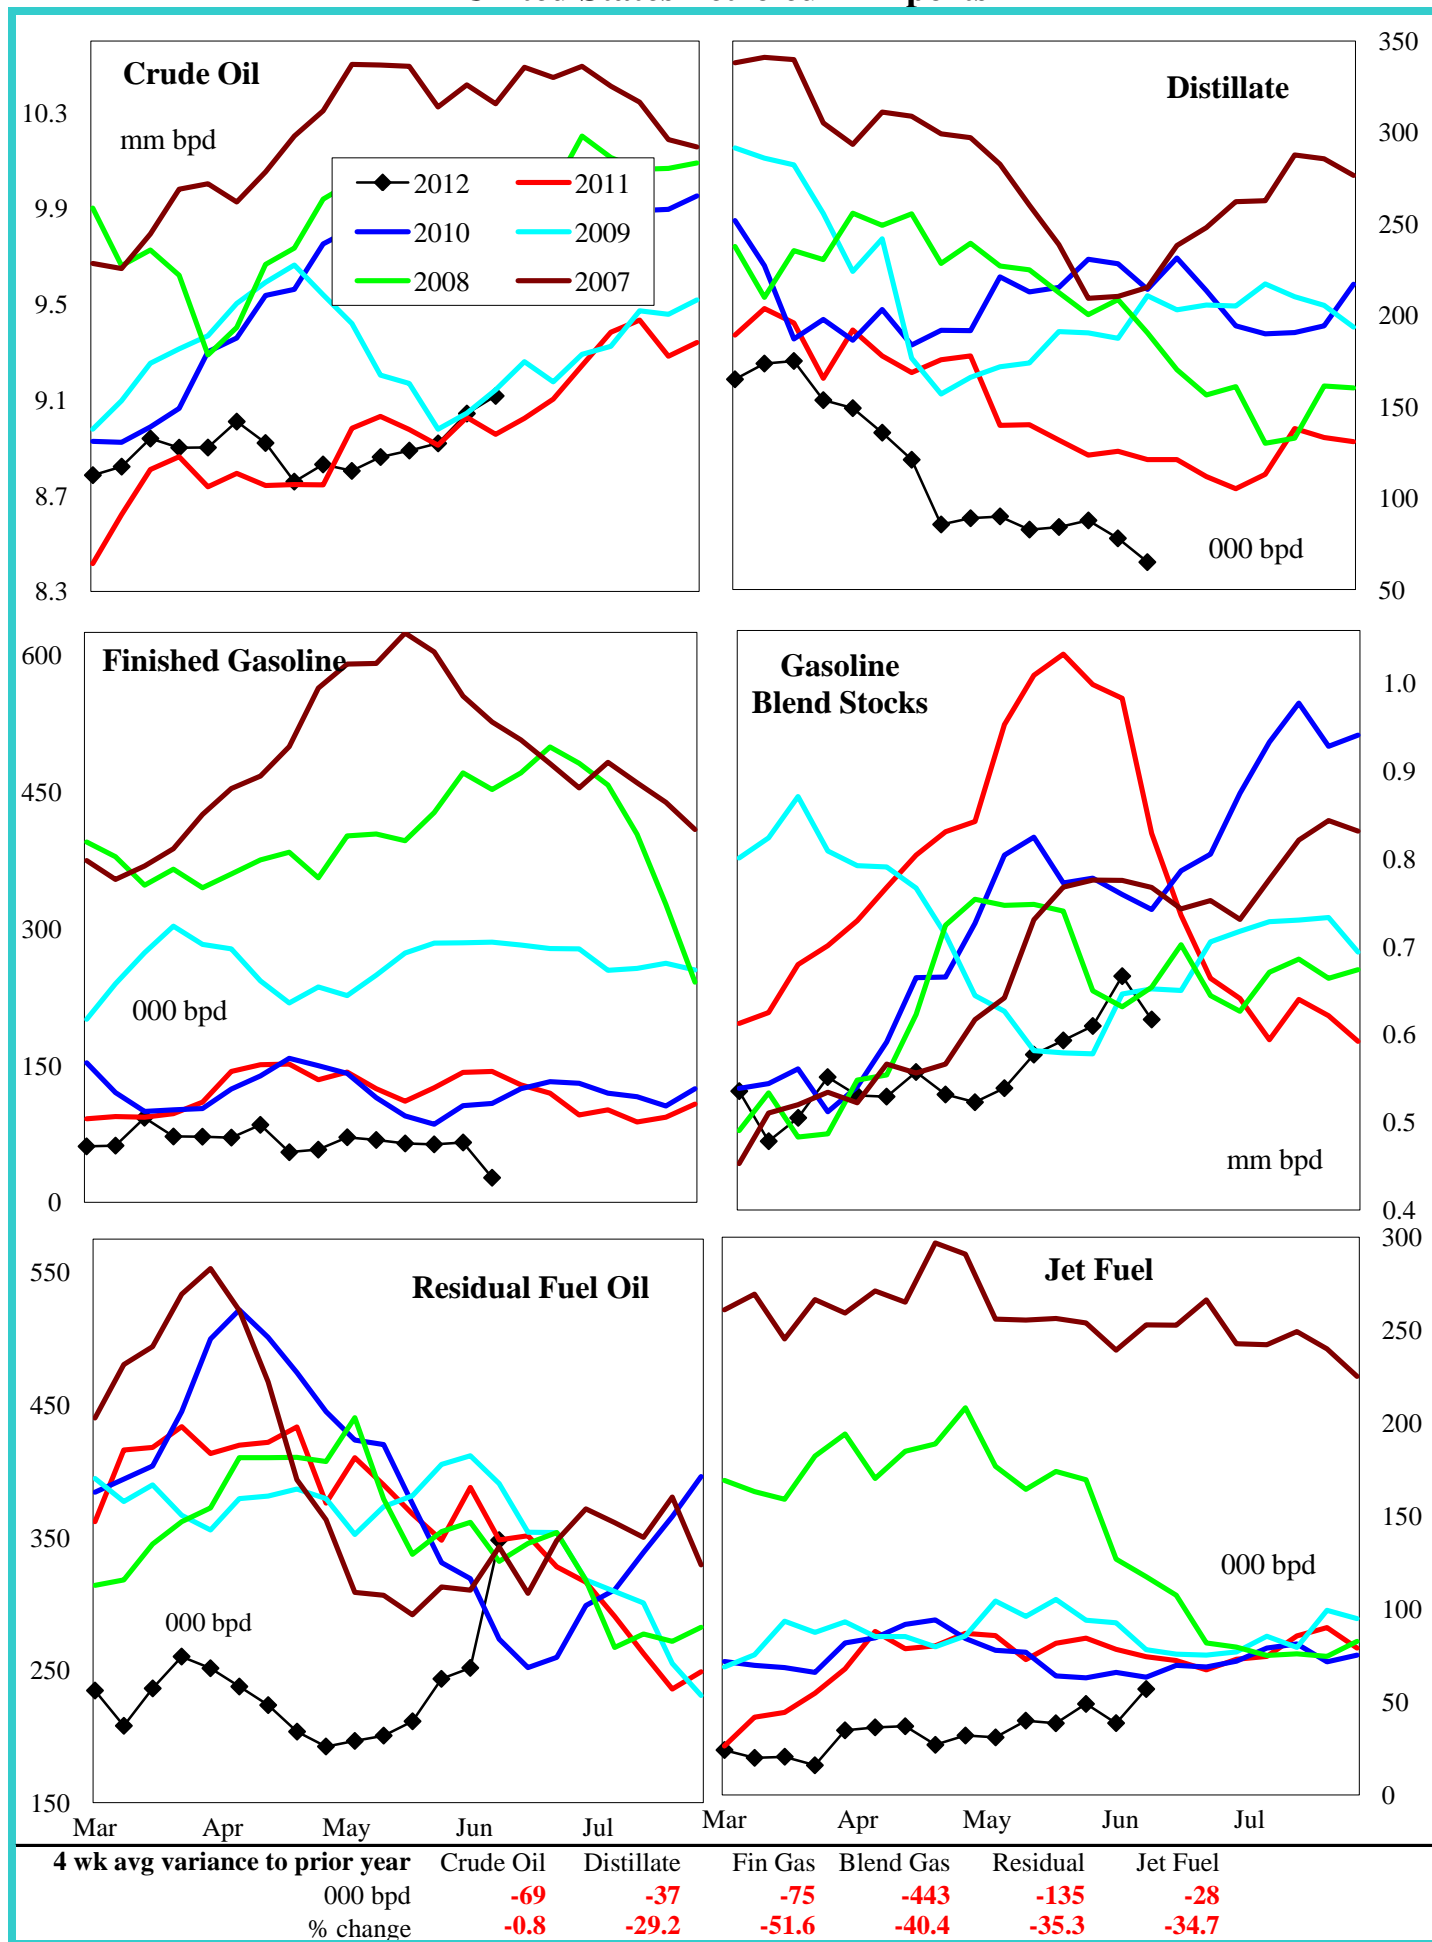 Crude Oil
mm bpd
10.3
9.9
9.5
9.1
8.7
8.3
2012
2011
2010
2009
2008
2007
Distillate
000 bpd
350
300
250
200
150
100
50
Finished Gasoline
000 bpd
600
450
300
150
0
Gasoline
Blend Stocks
mm bpd
1.0
0.9
0.8
0.7
0.6
0.5
0.4
Residual Fuel Oil
000 bpd
550
450
350
250
150
Mar Apr May Jun Jul
Jet Fuel
000 bpd
300
250
200
150
100
50
0
Mar Apr May Jun Jul
4 wk avg variance to prior year Crude Oil Distillate Fin Gas Blend Gas Residual Jet Fuel
000 bpd -69 -37 -75 -443 -135 -28
% change -0.8 -29.2 -51.6 -40.4 -35.3 -34.7